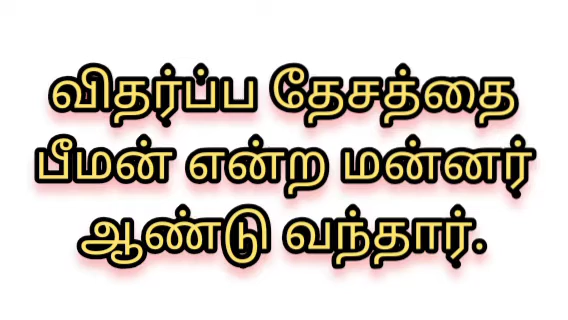 விதர்ப்ப தேசத்தை
பீமன் என்ற மன்னர்
ஆண்டு வந்தார்.